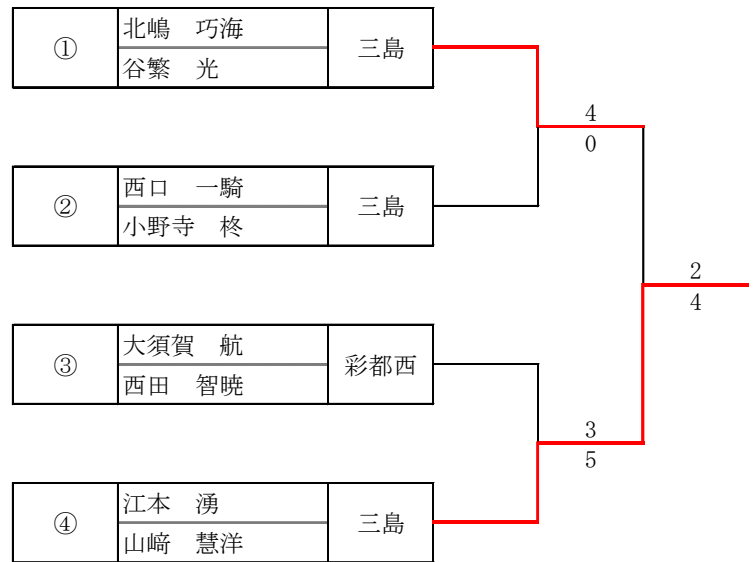 ①
北嶋　巧海
谷繁　光
三島
4
0
②
西口　一騎
小野寺　柊
三島
2
4
③
大須賀　航
西田　智暁
彩都西
3
5
④
江本　湧
山﨑　慧洋
三島